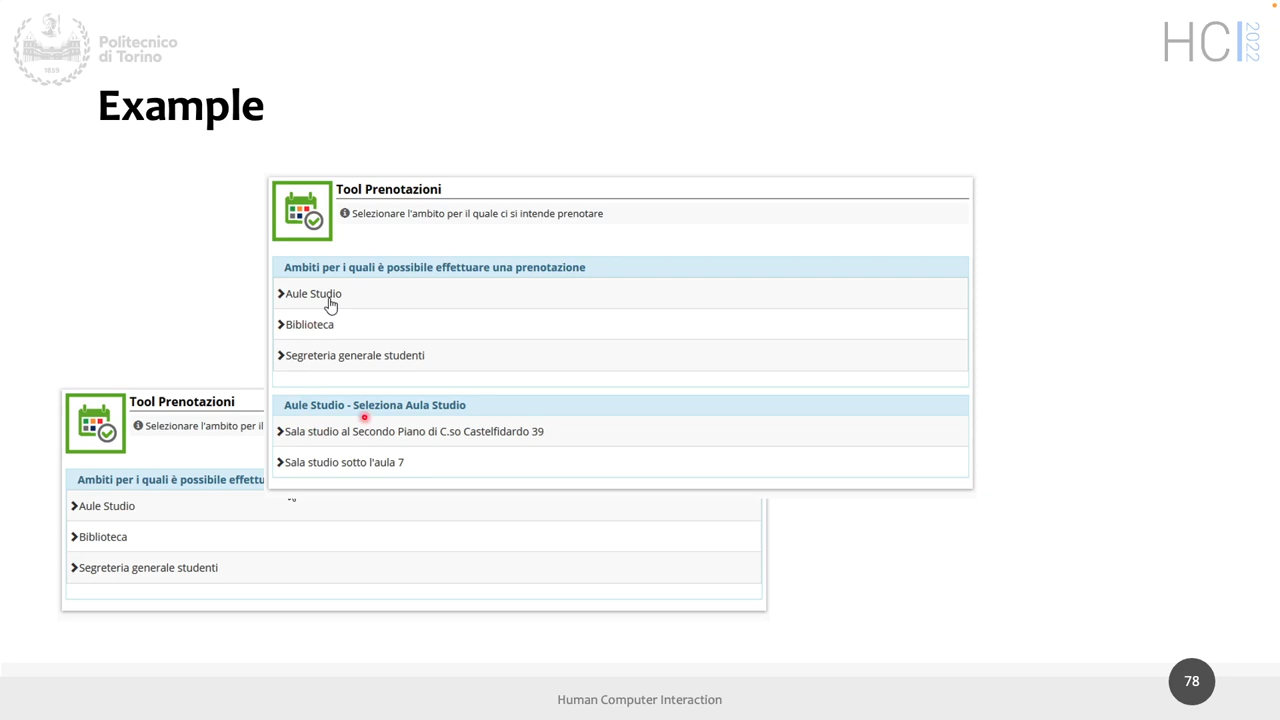 Politecnico
di Torino
1859
HCI 2022
Example
Tool Prenotazioni
Selezionare l'ambito per il quale ci si intende prenotare
Ambiti per i quali è possibile effettuare una prenotazione
Aule Studio
Biblioteca
Segreteria generale studenti
Aule Studio - Seleziona Aula Studio
Sala studio al Secondo Piano di C.so Castelfidardo 39
Sala studio sotto l'aula 7
Tool Prenotazioni
Selezionare l'ambito per il
Ambiti per i quali è possibile effettu
Aule Studio
Biblioteca
Segreteria generale studenti
Human Computer Interaction
78